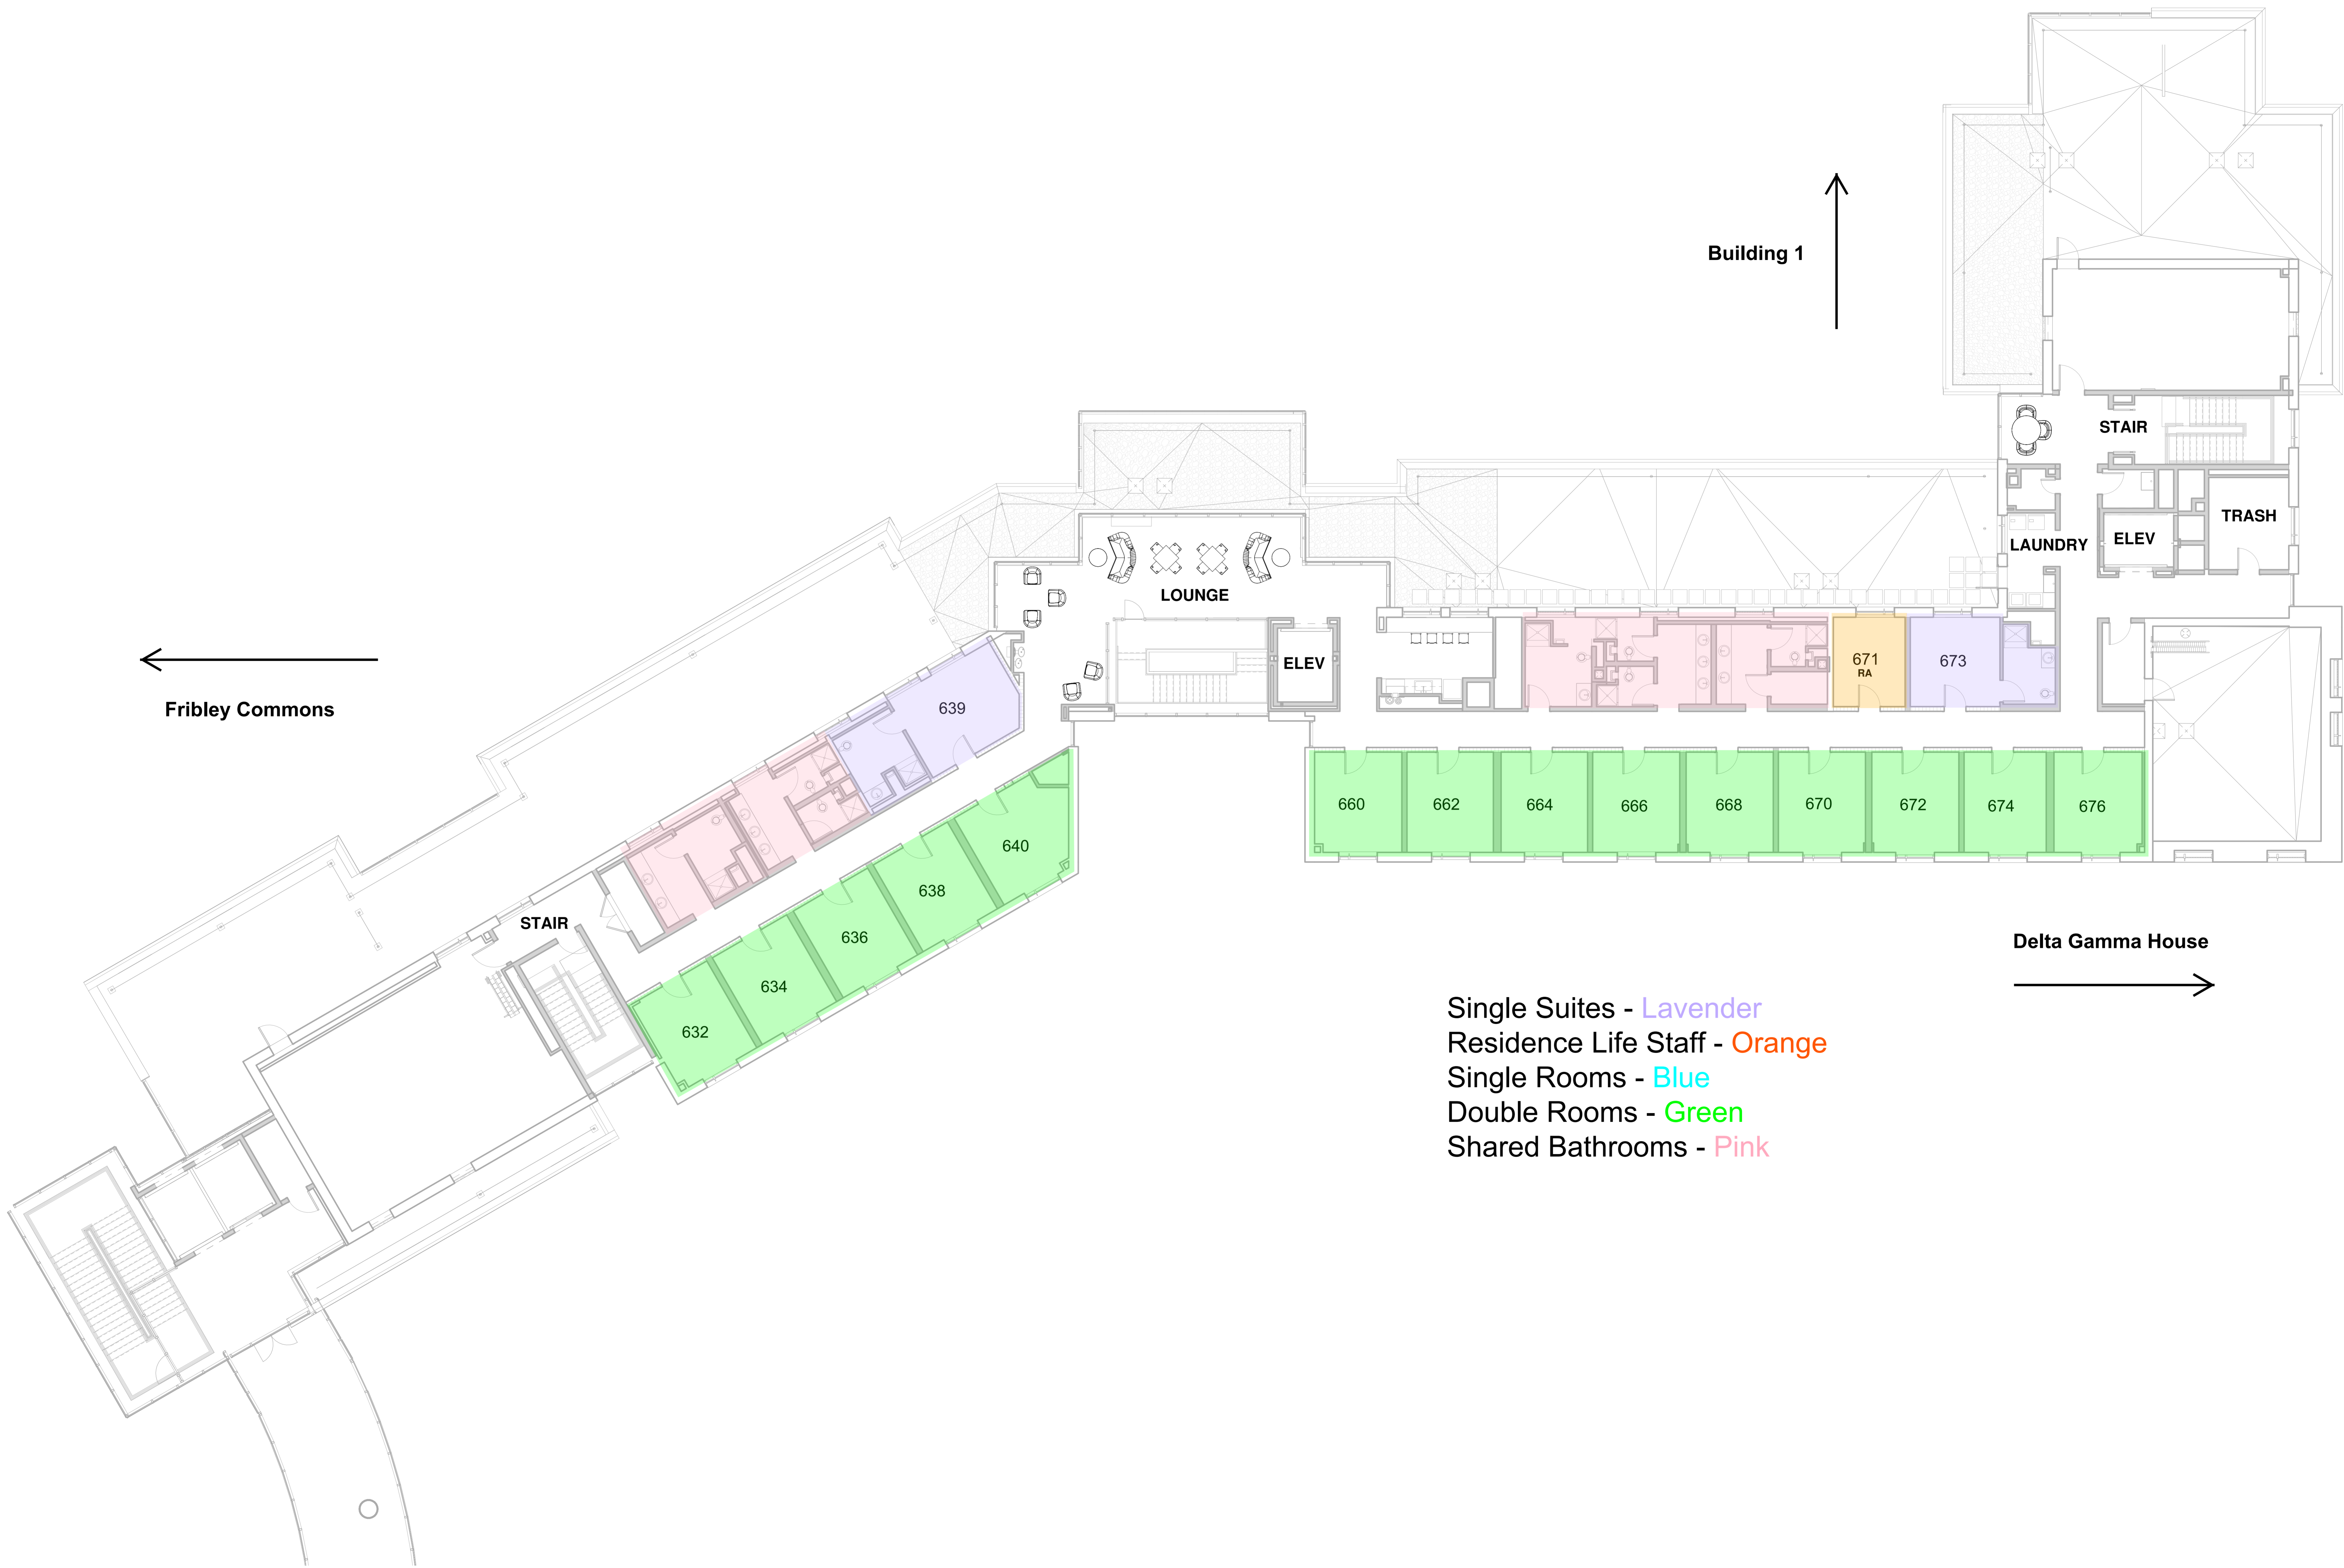 Building 1
STAIR
TRASH
ELEV
LAUNDRY
LOUNGE
ELEV
671
RA
673
639
Fribley Commons
660
662
664
666
668
670
672
674
676
640
638
636
634
632
STAIR
Delta Gamma House
Single Suites - Lavender
Residence Life Staff - Orange
Single Rooms - Blue
Double Rooms - Green
Shared Bathrooms - Pink